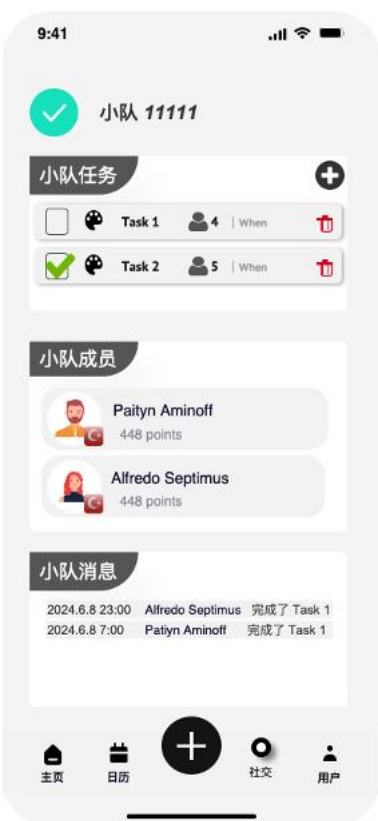 9:41
小队 11111
小队任务
Task 1 4 | When
Task 2 5 | When
小队成员
Paityn Aminoff
448 points
Alfredo Septimus
448 points
小队消息
2024.6.8 23:00 Alfredo Septimus 完成了 Task 1
2024.6.8 7:00 Patiyn Aminoff 完成了 Task 1
主页 日历 社交 用户